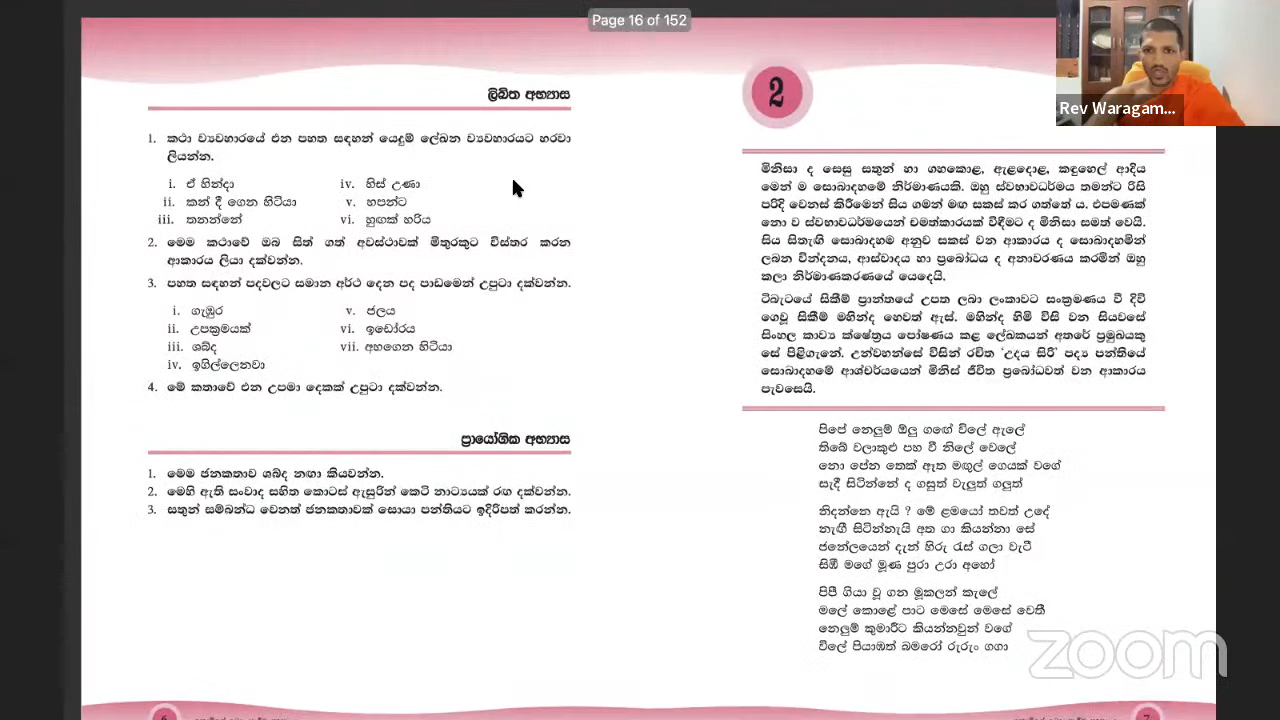 Page 16 of 152
Rev Waragam...
ලිඛිත අභ්‍යාස
1. කථා ව්‍යවහාරයේ එන පහත සඳහන් යෙදුම් ලේඛන ව්‍යවහාරයට හරවා
ලියන්න.
i. ඒ හින්දා
ii. කන් දී ගෙන හිටියා
iii. තනන්නේ
iv. හිස් උණා
v. හපන්ට
vi. හුඟක් හරිය
2. මෙම කථාවේ ඔබ සිත් ගත් අවස්ථාවක් මිතුරකුට විස්තර කරන
ආකාරය ලියා දක්වන්න.
3. පහත සඳහන් පදවලට සමාන අර්ථ දෙන පද පාඩමෙන් උපුටා දක්වන්න.
i. ගැඹුර
ii. උපක්‍රමයක්
iii. ශබ්ද
iv. ඉගිල්ලෙනවා
v. ජලය
vi. ඉඩෝරය
vii. අහගෙන හිටියා
4. මේ කතාවේ එන උපමා දෙකක් උපුටා දක්වන්න.
ප්‍රායෝගික අභ්‍යාස
1. මෙම ජනකතාව ශබ්ද නඟා කියවන්න.
2. මෙහි ඇති සංවාද සහිත කොටස් ඇසුරින් කෙටි නාට්‍යයක් රඟ දක්වන්න.
3. සතුන් සම්බන්ධ වෙනත් ජනකතාවක් සොයා පන්තියට ඉදිරිපත් කරන්න.
6
2
මිනිසා ද සෙසු සතුන් හා ගහකොළ, ඇළදොළ, කඳුහෙල් ආදිය
මෙන් ම සොබාදහමේ නිර්මාණයකි. ඔහු ස්වභාවධර්මය තමන්ට රිසි
පරිදි වෙනස් කිරීමෙන් සිය ගමන් මඟ සකස් කර ගත්තේ ය. එපමණක්
නො ව ස්වභාවධර්මයෙන් චමත්කාරයක් විඳීමට ද මිනිසා සමත් වෙයි.
සිය සිතැඟි සොබාදහම අනුව සකස් වන ආකාරය ද සොබාදහමින්
ලබන වින්දනය, ආස්වාදය හා ප්‍රබෝධය ද අනාවරණය කරමින් ඔහු
කලා නිර්මාණකරණයේ යෙදෙයි.
ටිබැටයේ සිකිම් ප්‍රාන්තයේ උපත ලබා ලංකාවට සංක්‍රමණය වී දිවි
ගෙවූ සිකිම් මහින්ද හෙවත් ඇස්. මහින්ද හිමි විසි වන සියවසේ
සිංහල කාව්‍ය ක්ෂේත්‍රය පෝෂණය කළ ලේඛකයන් අතරේ ප්‍රමුඛයකු
සේ පිළිගැනේ. උන්වහන්සේ විසින් රචිත ‘උදය සිරි’ පද්‍ය පන්තියේ
සොබාදහමේ ආශ්චර්යයෙන් මිනිස් ජීවිත ප්‍රබෝධවත් වන ආකාරය
පැවසෙයි.
පිපේ නෙලුම් ඕලු ගඟේ විලේ ඇලේ
තිබේ වලාකුළු පහ වී නිලේ වෙලේ
නො පේන තෙක් ඈත මඟුල් ගෙයක් වගේ
සැදී සිටින්නේ ද ගසුත් වැලුත් ගලුත්
නිදන්නෙ ඇයි ? මේ ළමයෝ තවත් උදේ
නැඟී සිටින්නැයි අත ගා කියන්නා සේ
ජනේලයෙන් දැන් හිරු රැස් ගලා වැටී
සිඹී මගේ මූණ පුරා උරා අහෝ
පිපී ගියා වූ ගන මූකලන් කැලේ
මලේ කොළේ පාට මෙසේ මෙසේ වෙතී
නෙලුම් කුමාරීට කියන්නවුන් වගේ
විලේ පියාඹත් බමරෝ රුරුං ගගා
7
zoom